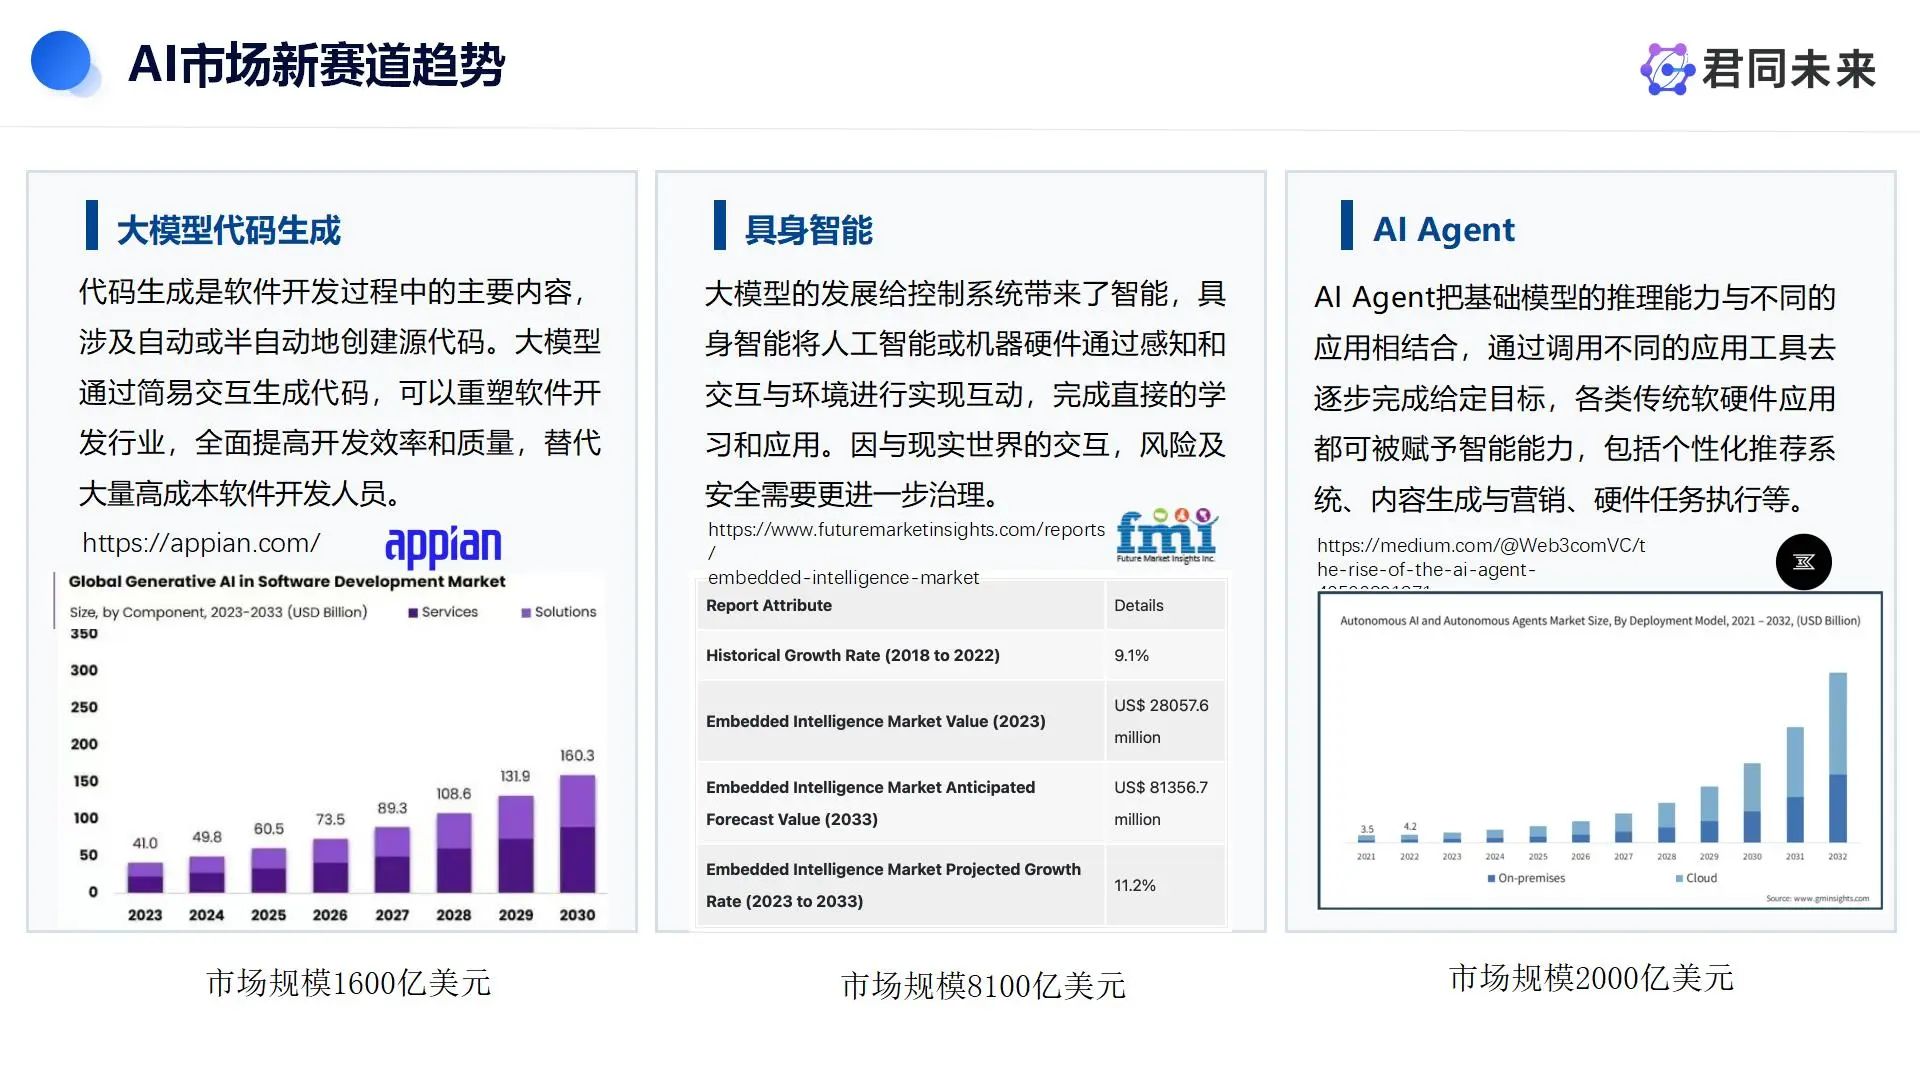 AI市场新赛道趋势
君同未来
大模型代码生成
代码生成是软件开发过程中的主要内容，
涉及自动或半自动地创建源代码。大模型
通过简易交互生成代码，可以重塑软件开
发行业，全面提高开发效率和质量，替代
大量高成本软件开发人员。
https://appian.com/
appian
Global Generative AI in Software Development Market
Size, by Component, 2023-2033 (USD Billion)
Services
Solutions
350
300
250
200
150
100
50
0
41.0
49.8
60.5
73.5
89.3
108.6
131.9
160.3
2023 2024 2025 2026 2027 2028 2029 2030
市场规模1600亿美元
具身智能
大模型的发展给控制系统带来了智能，具
身智能将人工智能或机器硬件通过感知和
交互与环境进行实现互动，完成直接的学
习和应用。因与现实世界的交互，风险及
安全需要更进一步治理。
https://www.futuremarketinsights.com/reports
/
embedded-intelligence-market
fmi
Future Market Insights Inc.
Report Attribute
Details
Historical Growth Rate (2018 to 2022)
9.1%
Embedded Intelligence Market Value (2023)
US$ 28057.6
million
Embedded Intelligence Market Anticipated
Forecast Value (2033)
US$ 81356.7
million
Embedded Intelligence Market Projected Growth
Rate (2023 to 2033)
11.2%
市场规模8100亿美元
AI Agent
AI Agent把基础模型的推理能力与不同的
应用相结合，通过调用不同的应用工具去
逐步完成给定目标，各类传统软硬件应用
都可被赋予智能能力，包括个性化推荐系
统、内容生成与营销、硬件任务执行等。
https://medium.com/@Web3comVC/t
he-rise-of-the-ai-agent-
Autonomous AI and Autonomous Agents Market Size, By Deployment Model, 2021 – 2032, (USD Billion)
3.5
4.2
2021 2022 2023 2024 2025 2026 2027 2028 2029 2030 2031 2032
On-premises
Cloud
Source: www.gminsights.com
市场规模2000亿美元